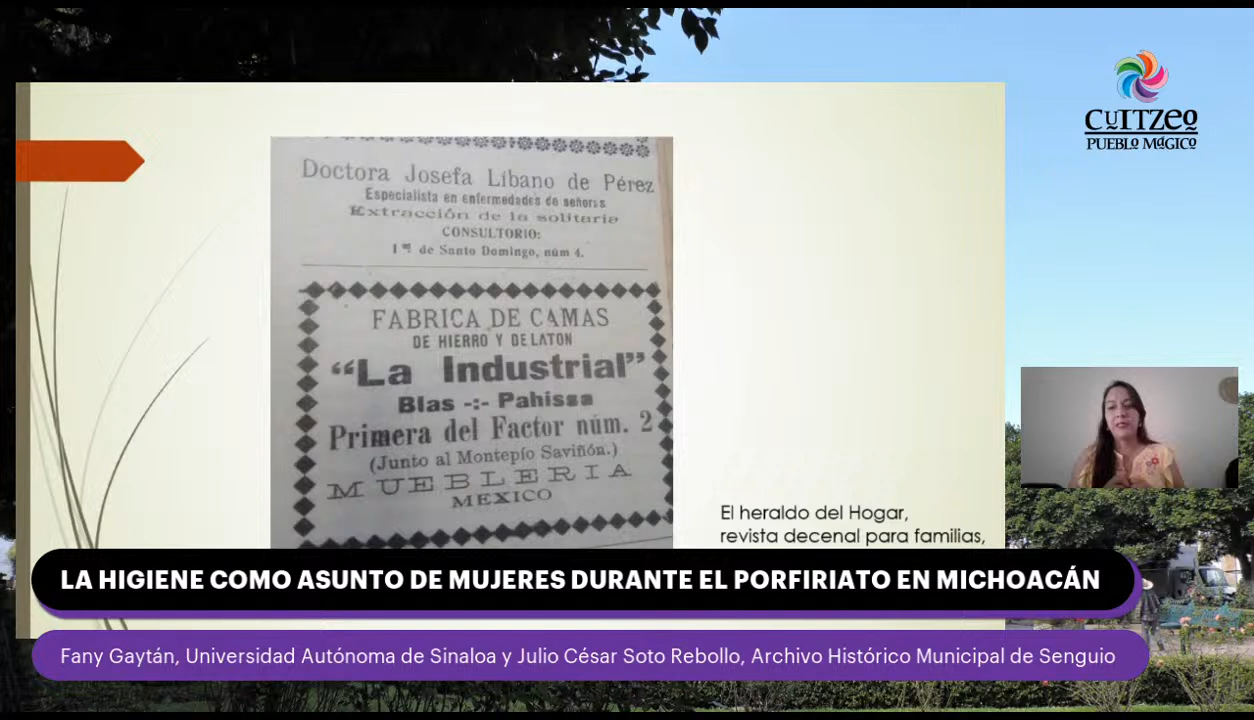 CUITZEO
PUEBLO MáGICO
Doctora Josefa Líbano de Pérez
Especialista en enfermedades de señoras
Extracción de la solitaria
CONSULTORIO:
1ª de Santo Domingo, núm 4.
FABRICA DE CAMAS
DE HIERRO Y DE LATON
“La Industrial”
Blas -:- Pahissa
Primera del Factor núm. 2
(Junto al Montepío Saviñón.)
MUEBLERIA
MEXICO
El heraldo del Hogar,
revista decenal para familias,
LA HIGIENE COMO ASUNTO DE MUJERES DURANTE EL PORFIRIATO EN MICHOACÁN
Fany Gaytán, Universidad Autónoma de Sinaloa y Julio César Soto Rebollo, Archivo Histórico Municipal de Senguio